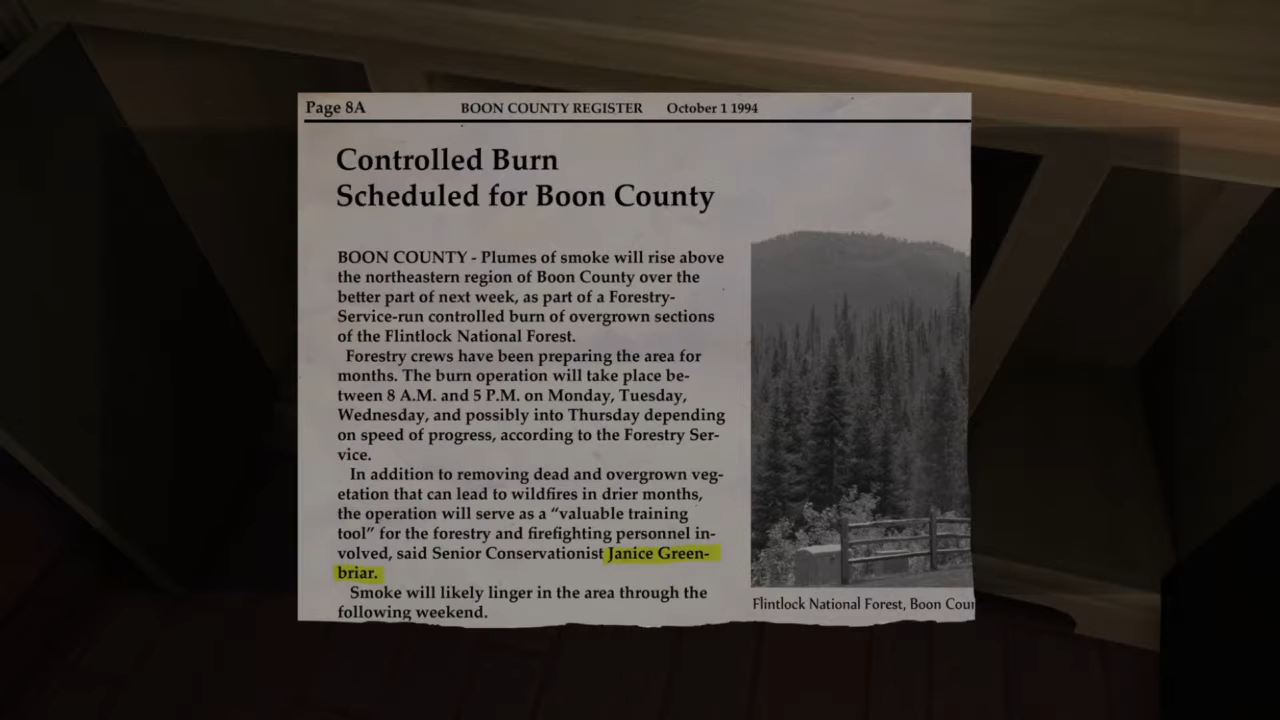 Page 8A BOON COUNTY REGISTER October 1 1994
Controlled Burn
Scheduled for Boon County
BOON COUNTY - Plumes of smoke will rise above
the northeastern region of Boon County over the
better part of next week, as part of a Forestry-
Service-run controlled burn of overgrown sections
of the Flintlock National Forest.
Forestry crews have been preparing the area for
months. The burn operation will take place be-
tween 8 A.M. and 5 P.M. on Monday, Tuesday,
Wednesday, and possibly into Thursday depending
on speed of progress, according to the Forestry Ser-
vice.
In addition to removing dead and overgrown veg-
etation that can lead to wildfires in drier months,
the operation will serve as a “valuable training
tool” for the forestry and firefighting personnel in-
volved, said Senior Conservationist Janice Green-
briar.
Smoke will likely linger in the area through the
following weekend.
Flintlock National Forest, Boon Coun